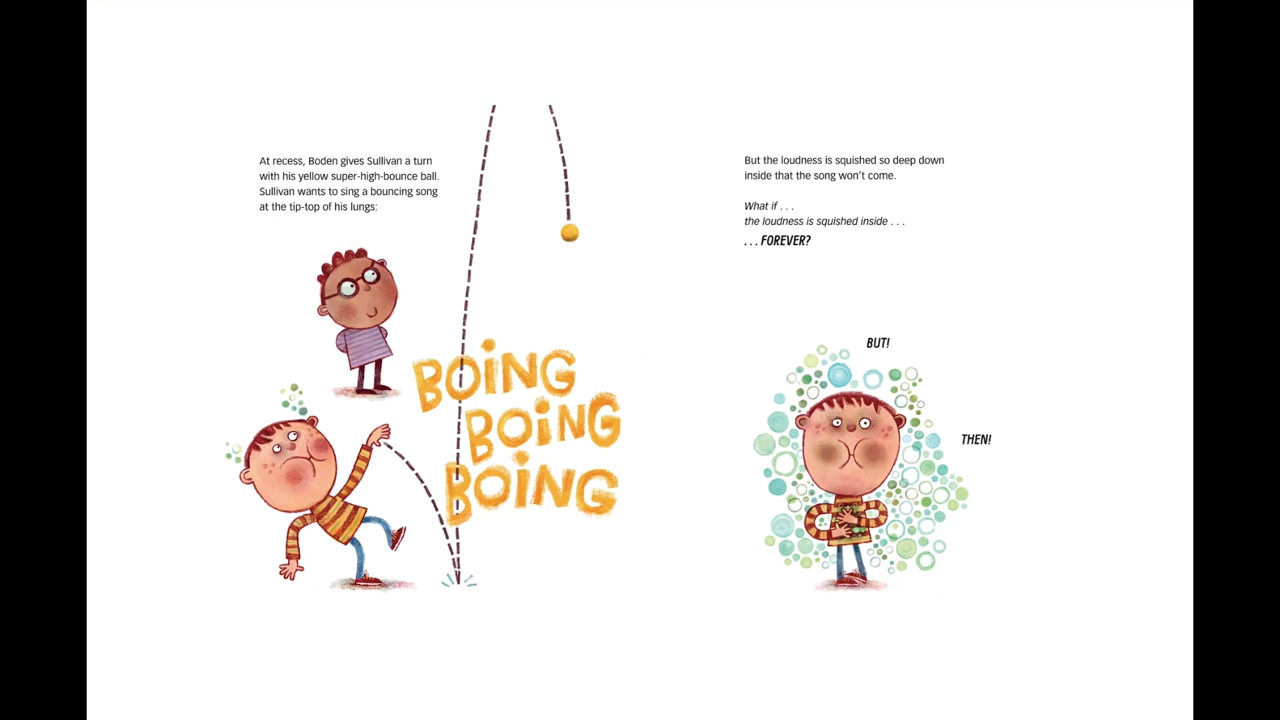 At recess, Boden gives Sullivan a turn
with his yellow super-high-bounce ball.
Sullivan wants to sing a bouncing song
at the tip-top of his lungs:
BOiNG
BOiNG
BOiNG
But the loudness is squished so deep down
inside that the song won’t come.
What if . . .
the loudness is squished inside . . .
. . . FOREVER?
BUT!
THEN!